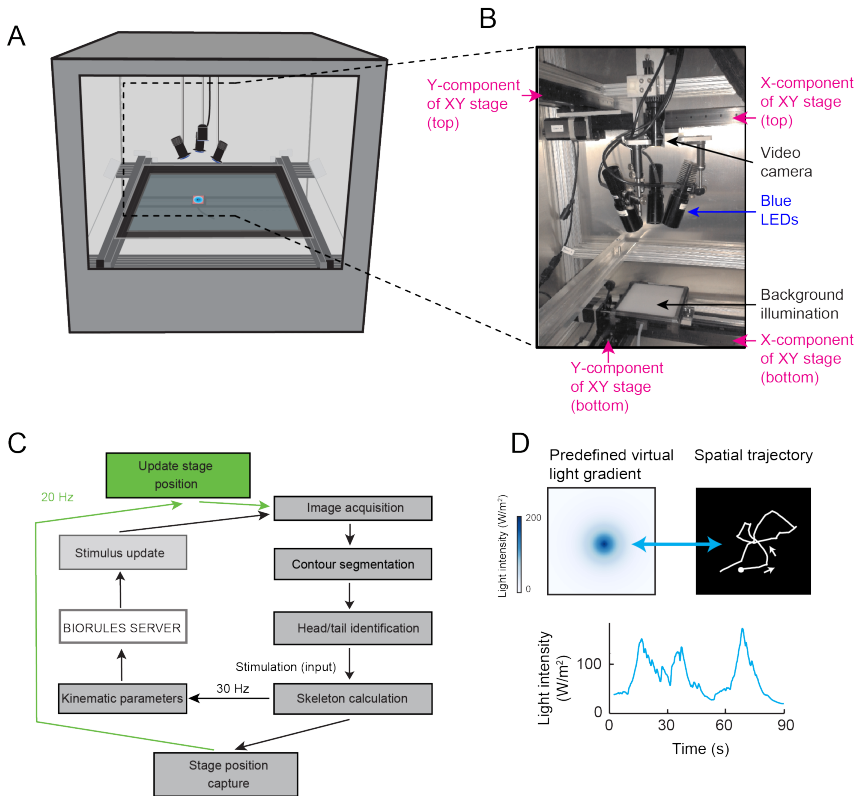 A
B
Y-component
of XY stage
(top)
X-component
of XY stage
(top)
Video
camera
Blue
LEDs
Background
illumination
X-component
of XY stage
(bottom)
Y-component
of XY stage
(bottom)
C
Update stage
position
20 Hz
Image acquisition
Stimulus update
Contour segmentation
BIORULES SERVER
Head/tail identification
Stimulation (input)
Kinematic parameters
30 Hz
Skeleton calculation
Stage position
capture
D
Predefined virtual
light gradient
Spatial trajectory
Light intensity (W/m²)
200
0
Light intensity
(W/m²)
100
0
30
60
90
Time (s)